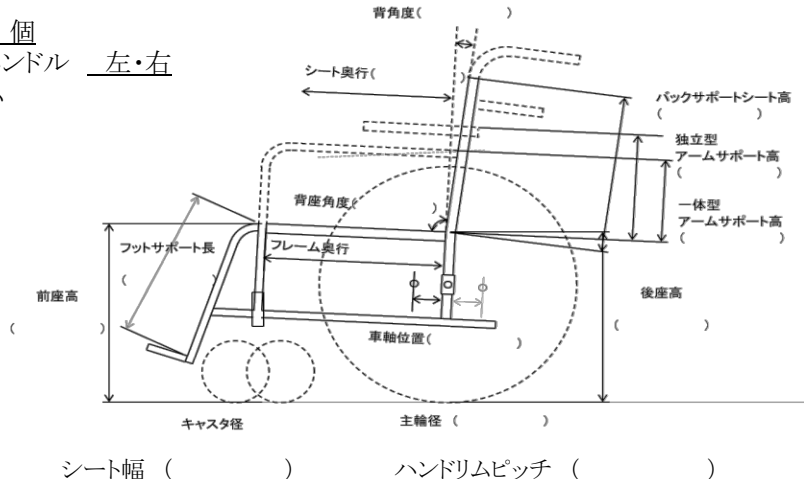 背角度(　　　　)
個
ンドル　左・右
シート奥行(　　　　)
バックサポートシート高
(　　　　)
独立型
アームサポート高
(　　　　)
一体型
アームサポート高
(　　　　)
背座角度(　　　　)
フットサポート長
(　　　　)
フレーム奥行
前座高
(　　　　)
後座高
(　　　　)
車軸位置(　　　　)
キャスタ径
主輪径　(　　　　)
シート幅　(　　　　)　ハンドリムピッチ　(　　　　)